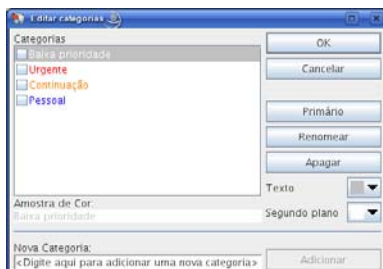 Editar categorias
Categorias
Baixa prioridade
Urgente
Continuação
Pessoal
OK
Cancelar
Primário
Renomear
Apagar
Texto
Amostra de Cor:
Baixa prioridade
Segundo plano
Nova Categoria:
<Digite aqui para adicionar uma nova categoria>
Adicionar